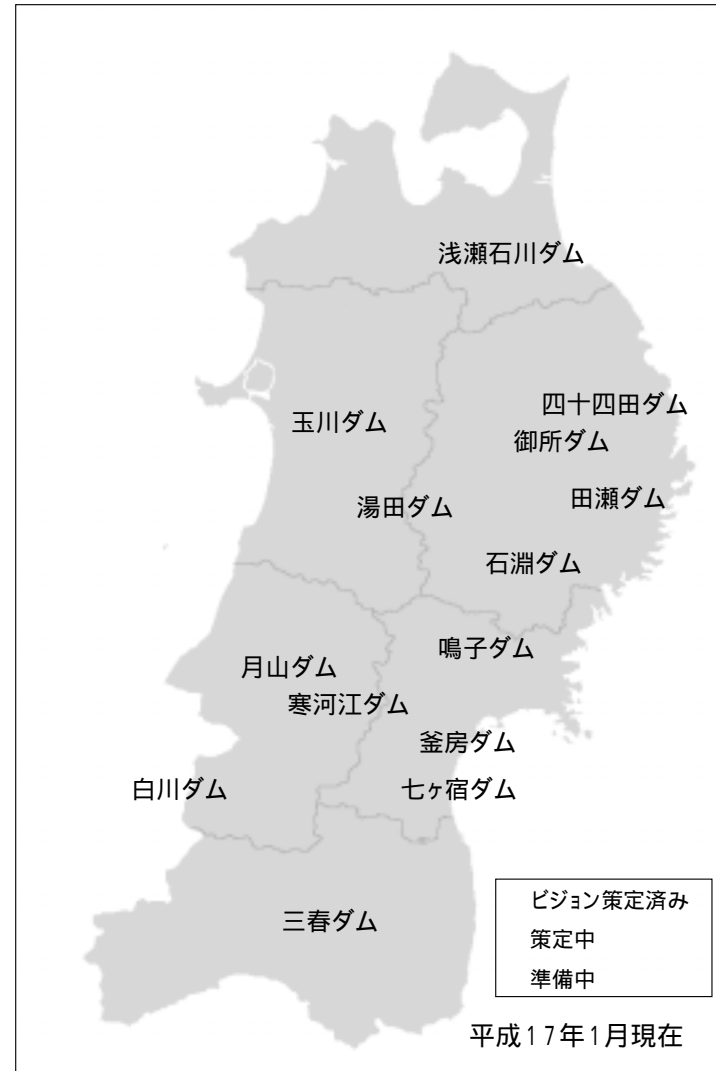 浅瀬石川ダム
四十四田ダム
玉川ダム
御所ダム
田瀬ダム
湯田ダム
石淵ダム
鳴子ダム
月山ダム
寒河江ダム
釜房ダム
白川ダム
七ヶ宿ダム
三春ダム
ビジョン策定済み
策定中
準備中
平成17年1月現在